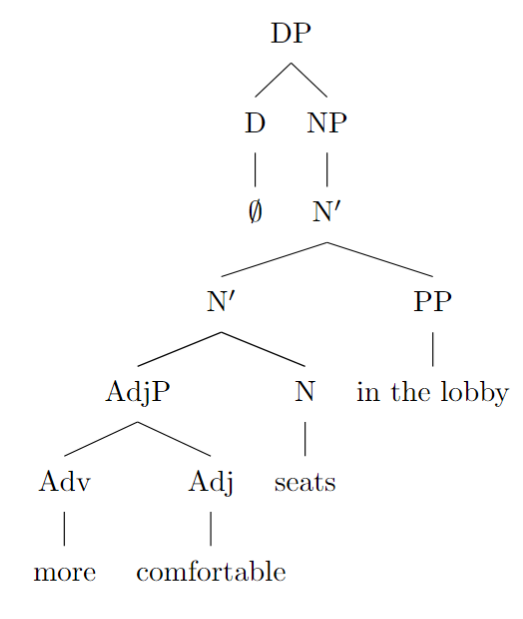 DP
D NP
∅ N′
N′ PP
AdjP N in the lobby
Adv Adj seats
more comfortable